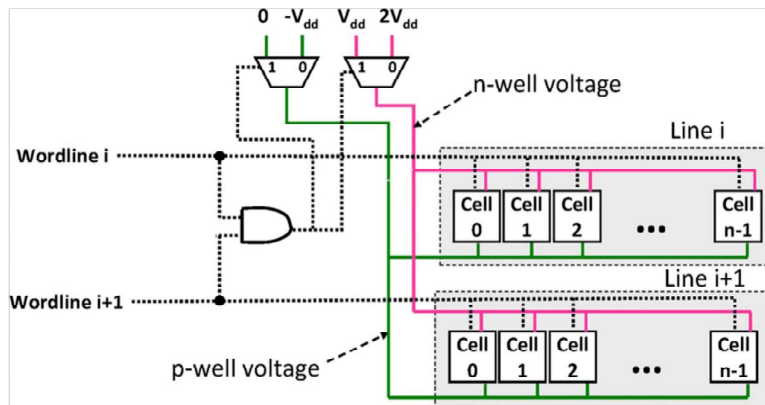 0 -Vdd Vdd 2Vdd
1 0 1 0
n-well voltage
Line i
Wordline i
Cell 0 Cell 1 Cell 2 ... Cell n-1
Line i+1
Wordline i+1
Cell 0 Cell 1 Cell 2 ... Cell n-1
p-well voltage